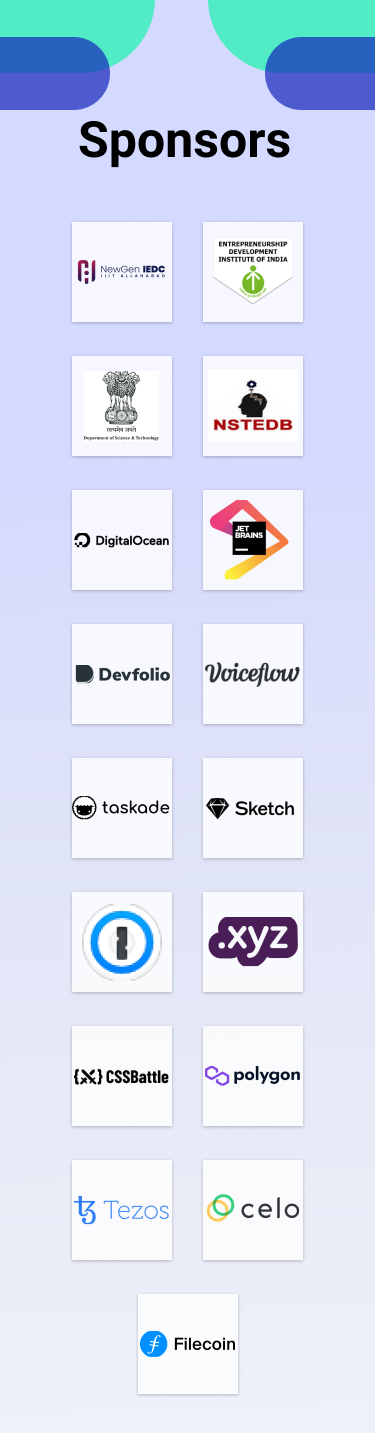 Sponsors
NewGen IEDC
IIIT ALLAHABAD
ENTREPRENEURSHIP
DEVELOPMENT
INSTITUTE OF INDIA
सत्यमेव जयते
Department of Science & Technology
NSTEDB
DigitalOcean
JET
BRAINS
Devfolio
Voiceflow
taskade
Sketch
.xyz
{X} CSSBattle
polygon
Tezos
celo
Filecoin